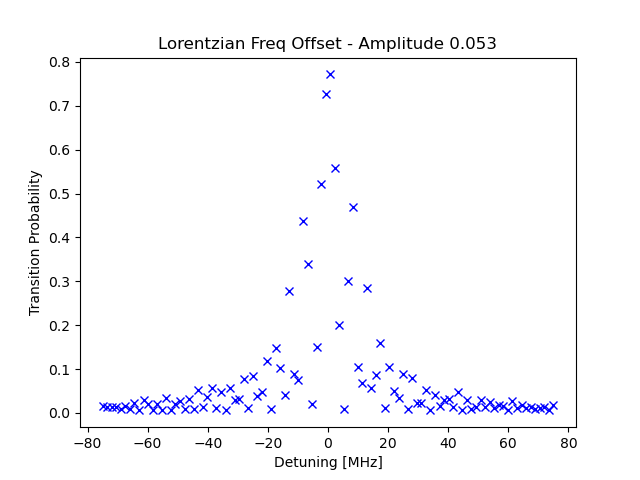 Lorentzian Freq Offset - Amplitude 0.053
0.8
0.7
0.6
0.5
0.4
0.3
0.2
0.1
0.0
Transition Probability
−80 −60 −40 −20 0 20 40 60 80
Detuning [MHz]